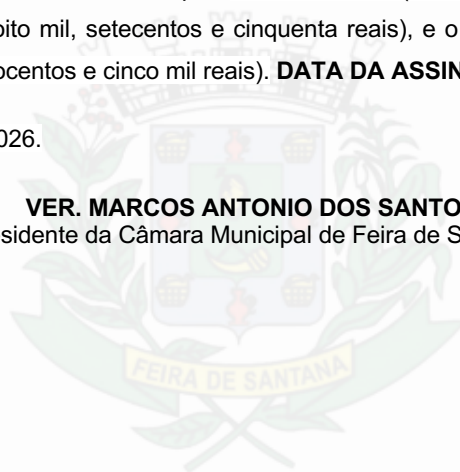 oito mil, setecentos e cinquenta reais), e o
ocentos e cinco mil reais). DATA DA ASSIN
026.
VER. MARCOS ANTONIO DOS SANTO
esidente da Câmara Municipal de Feira de S
FEIRA DE SANTANA